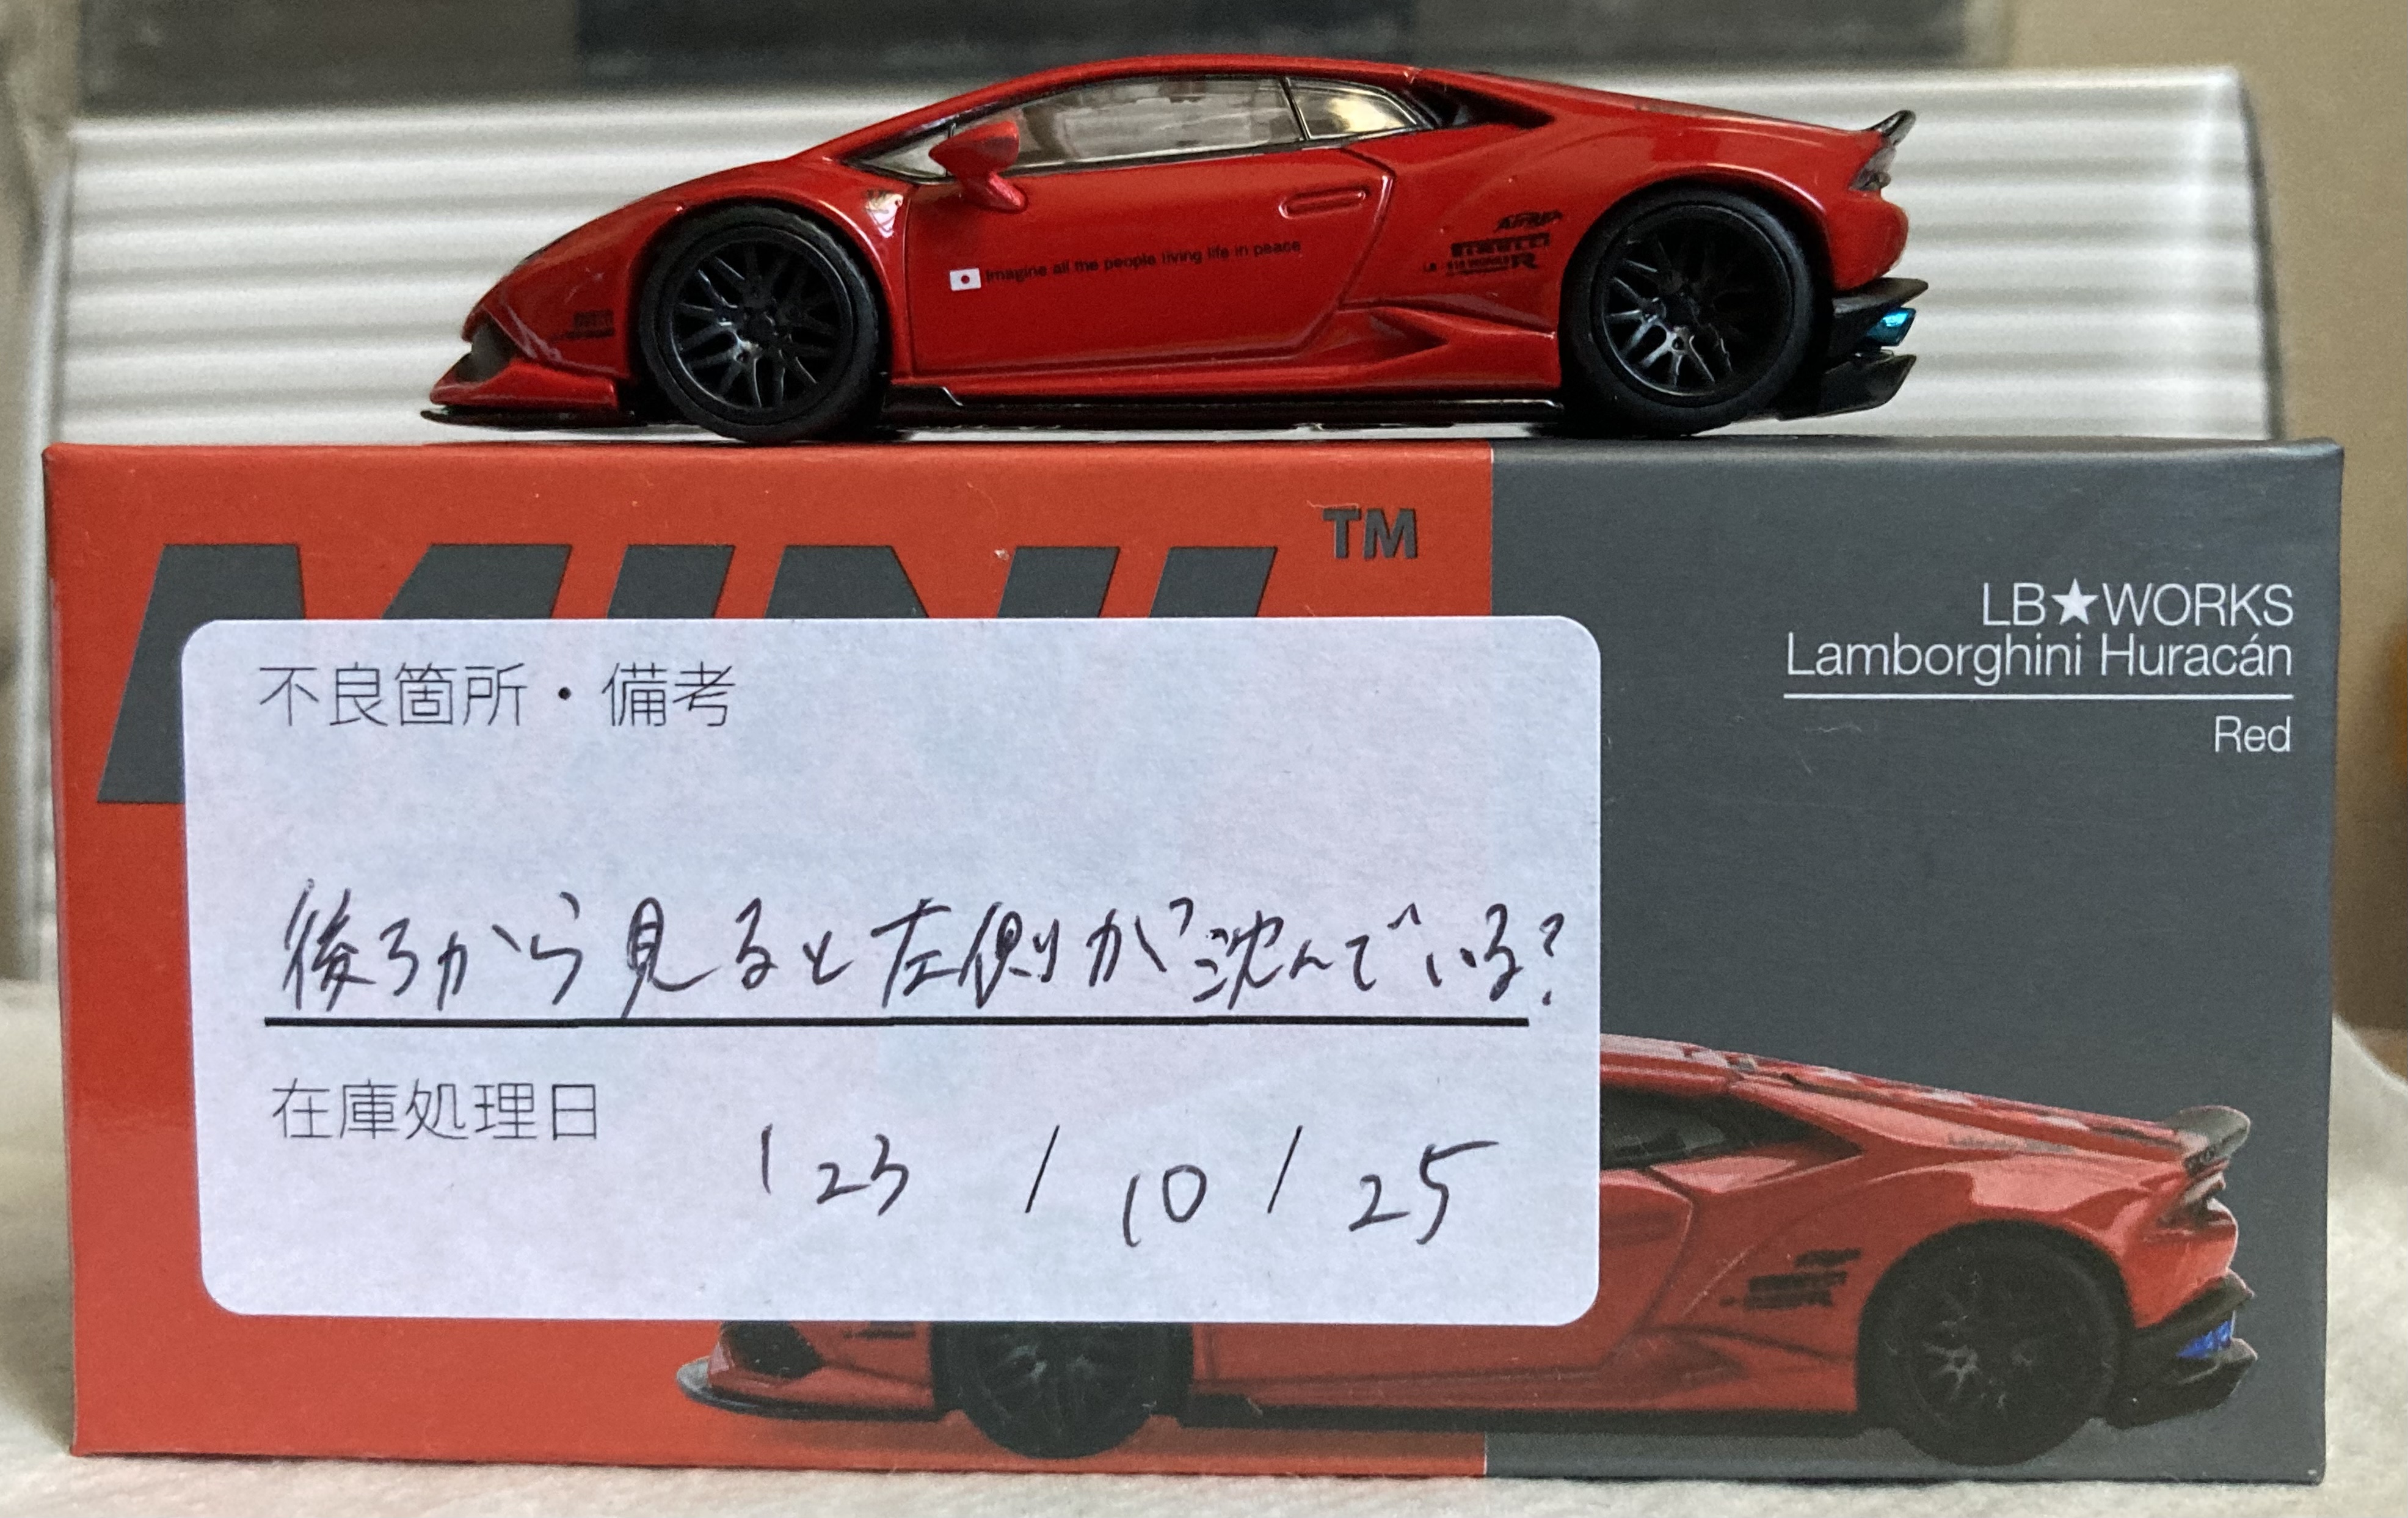 Imagine all the people living life in peace
PIRELLI
R
TM
MINI
LB★WORKS
Lamborghini Huracán
Red
不良箇所・備考
後ろから見ると左側が沈んでいる?
在庫処理日
'23 / 10 / 25